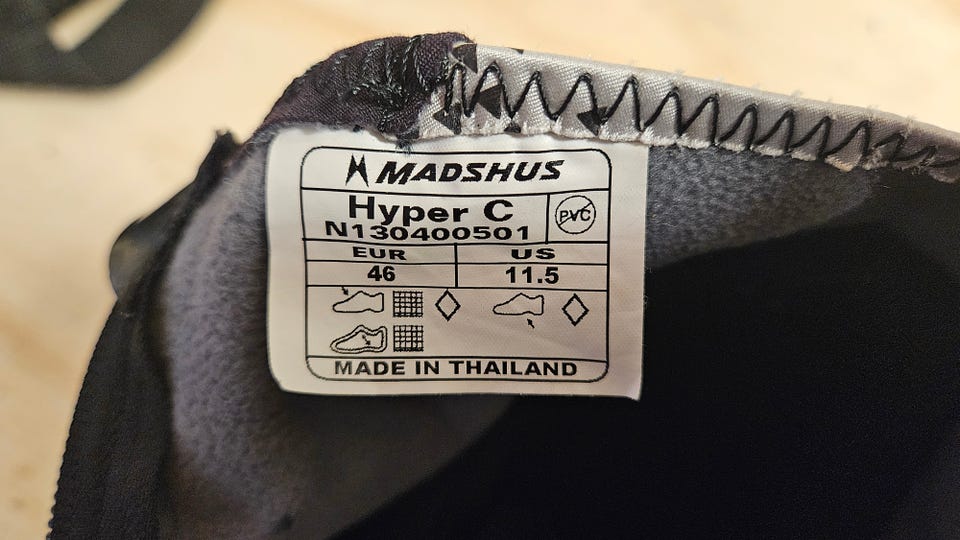 MADSHUS
Hyper C
N130400501
PVC
EUR US
46 11.5
MADE IN THAILAND